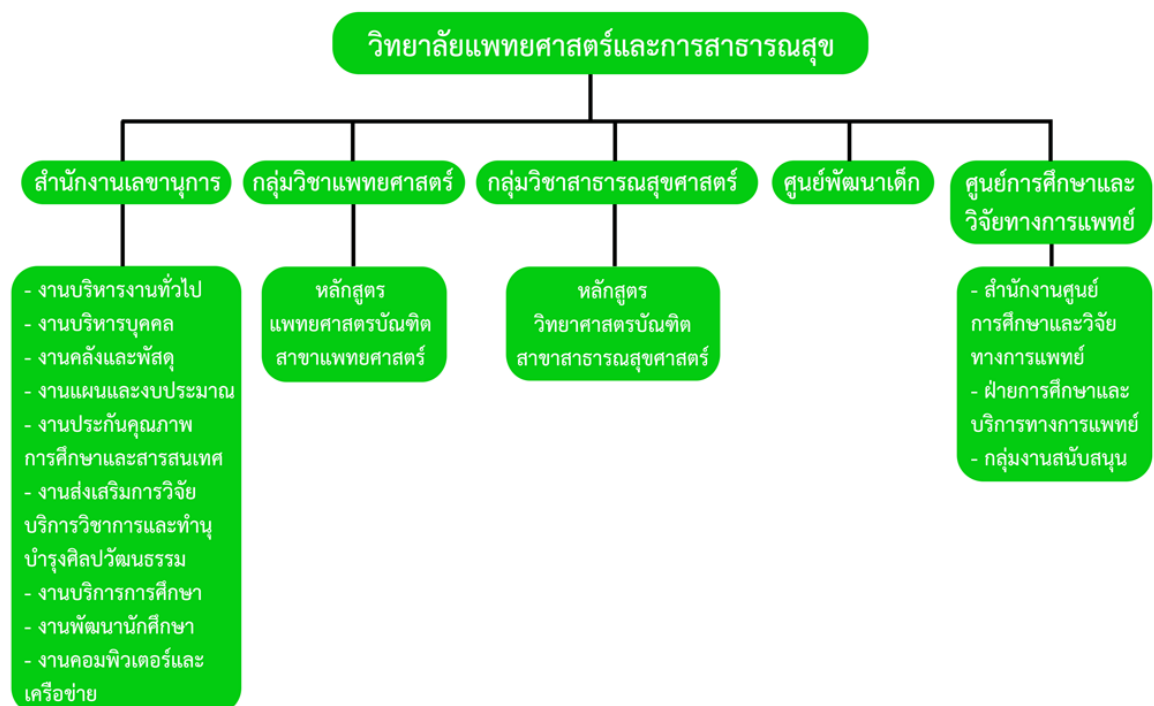 วิทยาลัยแพทยศาสตร์และการสาธารณสุข
สำนักงานเลขานุการ
กลุ่มวิชาแพทยศาสตร์
กลุ่มวิชาสาธารณสุขศาสตร์
ศูนย์พัฒนาเด็ก
ศูนย์การศึกษาและ
วิจัยทางการแพทย์
- งานบริหารงานทั่วไป
- งานบริหารบุคคล
- งานคลังและพัสดุ
- งานแผนและงบประมาณ
- งานประกันคุณภาพ
การศึกษาและสารสนเทศ
- งานส่งเสริมการวิจัย
บริการวิชาการและทำนุ
บำรุงศิลปวัฒนธรรม
- งานบริการการศึกษา
- งานพัฒนานักศึกษา
- งานคอมพิวเตอร์และ
เครือข่าย
หลักสูตร
แพทยศาสตรบัณฑิต
สาขาแพทยศาสตร์
หลักสูตร
วิทยาศาสตรบัณฑิต
สาขาสาธารณสุขศาสตร์
- สำนักงานศูนย์
การศึกษาและวิจัย
ทางการแพทย์
- ฝ่ายการศึกษาและ
บริการทางการแพทย์
- กลุ่มงานสนับสนุน